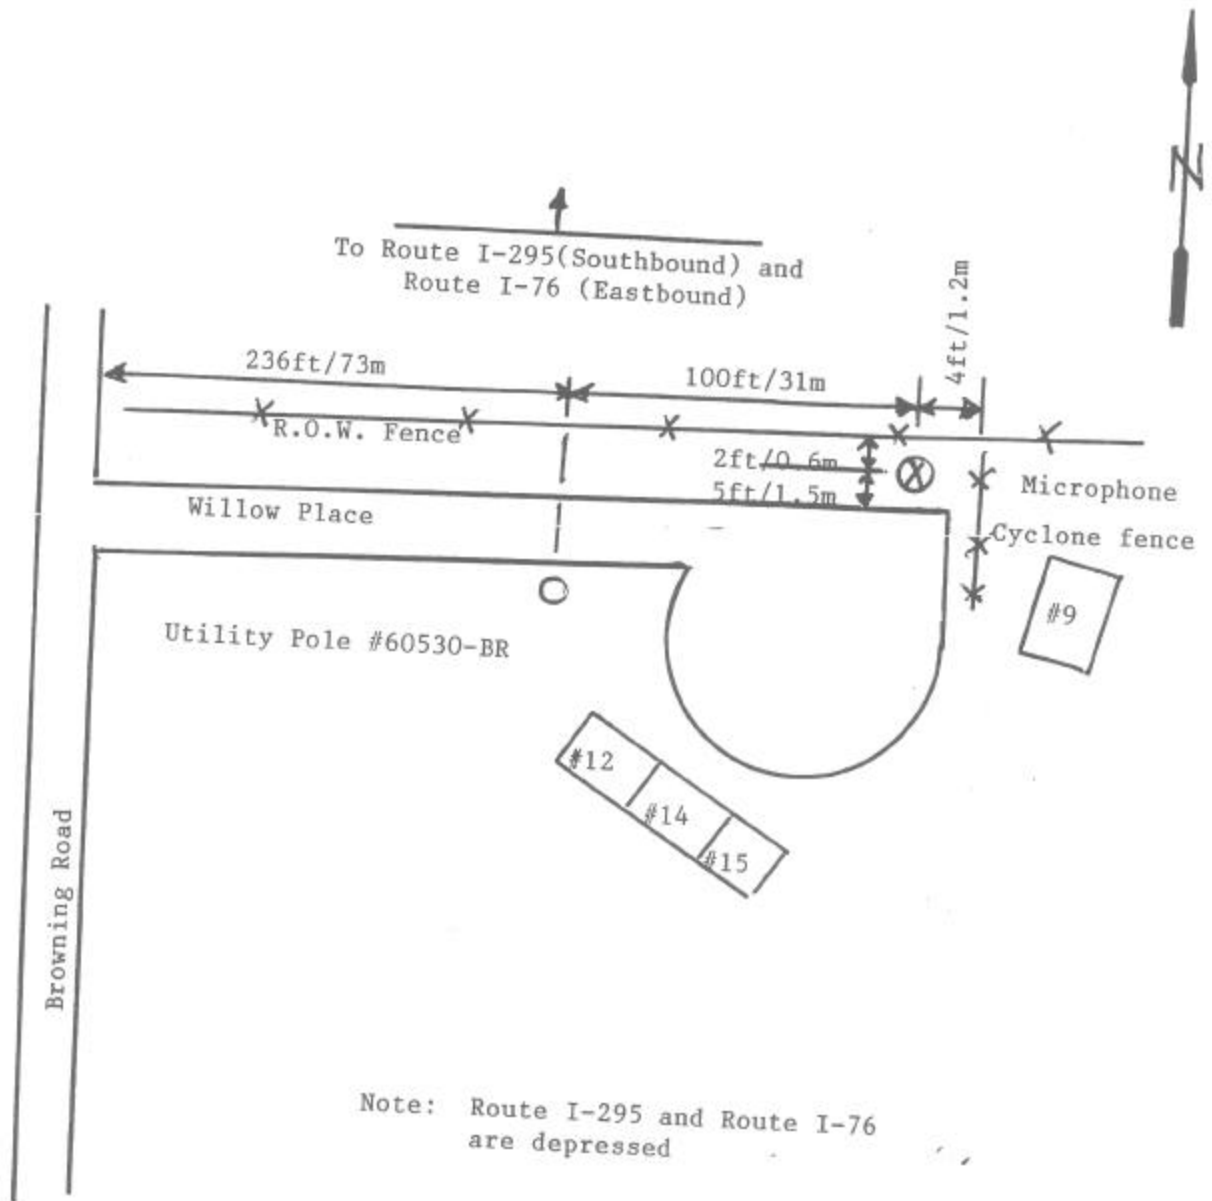 N
To Route I-295(Southbound) and
Route I-76 (Eastbound)
4ft/1.2m
236ft/73m
100ft/31m
R.O.W. Fence
2ft/0.6m
5ft/1.5m
Microphone
Willow Place
Cyclone fence
#9
Utility Pole #60530-BR
#12
#14
#15
Browning Road
Note: Route I-295 and Route I-76
are depressed